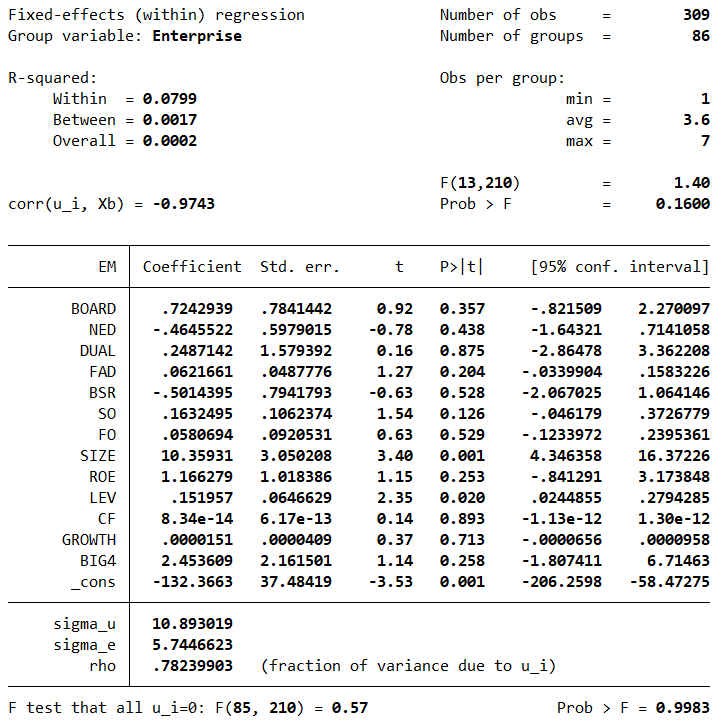 Fixed-effects (within) regression Number of obs = 309
Group variable: Enterprise Number of groups = 86
R-squared: Obs per group:
Within = 0.0799 min = 1
Between = 0.0017 avg = 3.6
Overall = 0.0002 max = 7
F(13,210) = 1.40
corr(u_i, Xb) = -0.9743 Prob > F = 0.1600
EM Coefficient Std. err. t P>|t| [95% conf. interval]
BOARD .7242939 .7841442 0.92 0.357 -.821509 2.270097
NED -.4645522 .5979015 -0.78 0.438 -1.64321 .7141058
DUAL .2487142 1.579392 0.16 0.875 -2.86478 3.362208
FAD .0621661 .0487776 1.27 0.204 -.0339904 .1583226
BSR -.5014395 .7941793 -0.63 0.528 -2.067025 1.064146
SO .1632495 .1062374 1.54 0.126 -.046179 .3726779
FO .0580694 .0920531 0.63 0.529 -.1233972 .2395361
SIZE 10.35931 3.050208 3.40 0.001 4.346358 16.37226
ROE 1.166279 1.018386 1.15 0.253 -.841291 3.173848
LEV .151957 .0646629 2.35 0.020 .0244855 .2794285
CF 8.34e-14 6.17e-13 0.14 0.893 -1.13e-12 1.30e-12
GROWTH .0000151 .0000409 0.37 0.713 -.0000656 .0000958
BIG4 2.453609 2.161501 1.14 0.258 -1.807411 6.71463
_cons -132.3663 37.48419 -3.53 0.001 -206.2598 -58.47275
sigma_u 10.893019
sigma_e 5.7446623
rho .78239903 (fraction of variance due to u_i)
F test that all u_i=0: F(85, 210) = 0.57 Prob > F = 0.9983